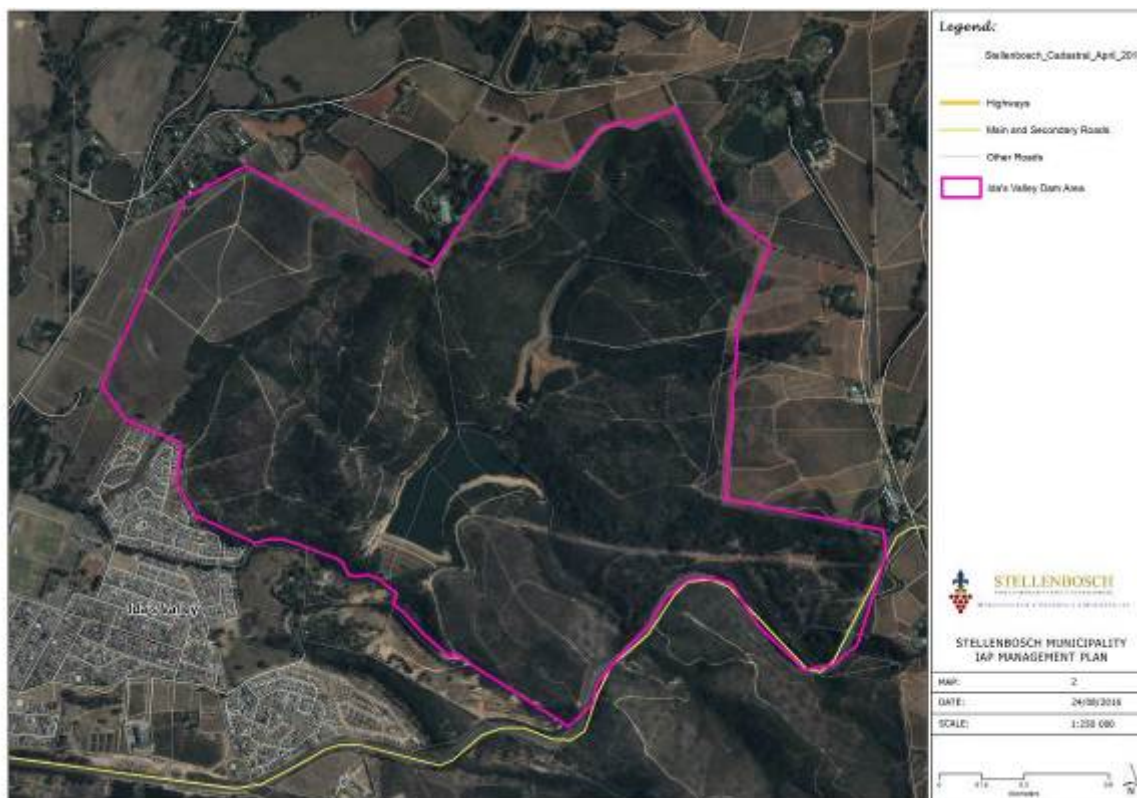 Legend:
Stellenbosch_Cadastral_April_201
Highways
Main and Secondary Roads
Other Roads
Ida's Valley Dam Area
Ida's Valley
STELLENBOSCH
STELLENBOSCH MUNICIPALITY
IAP MANAGEMENT PLAN
MAP: 2
DATE: 24/08/2016
SCALE: 1:250 000
N